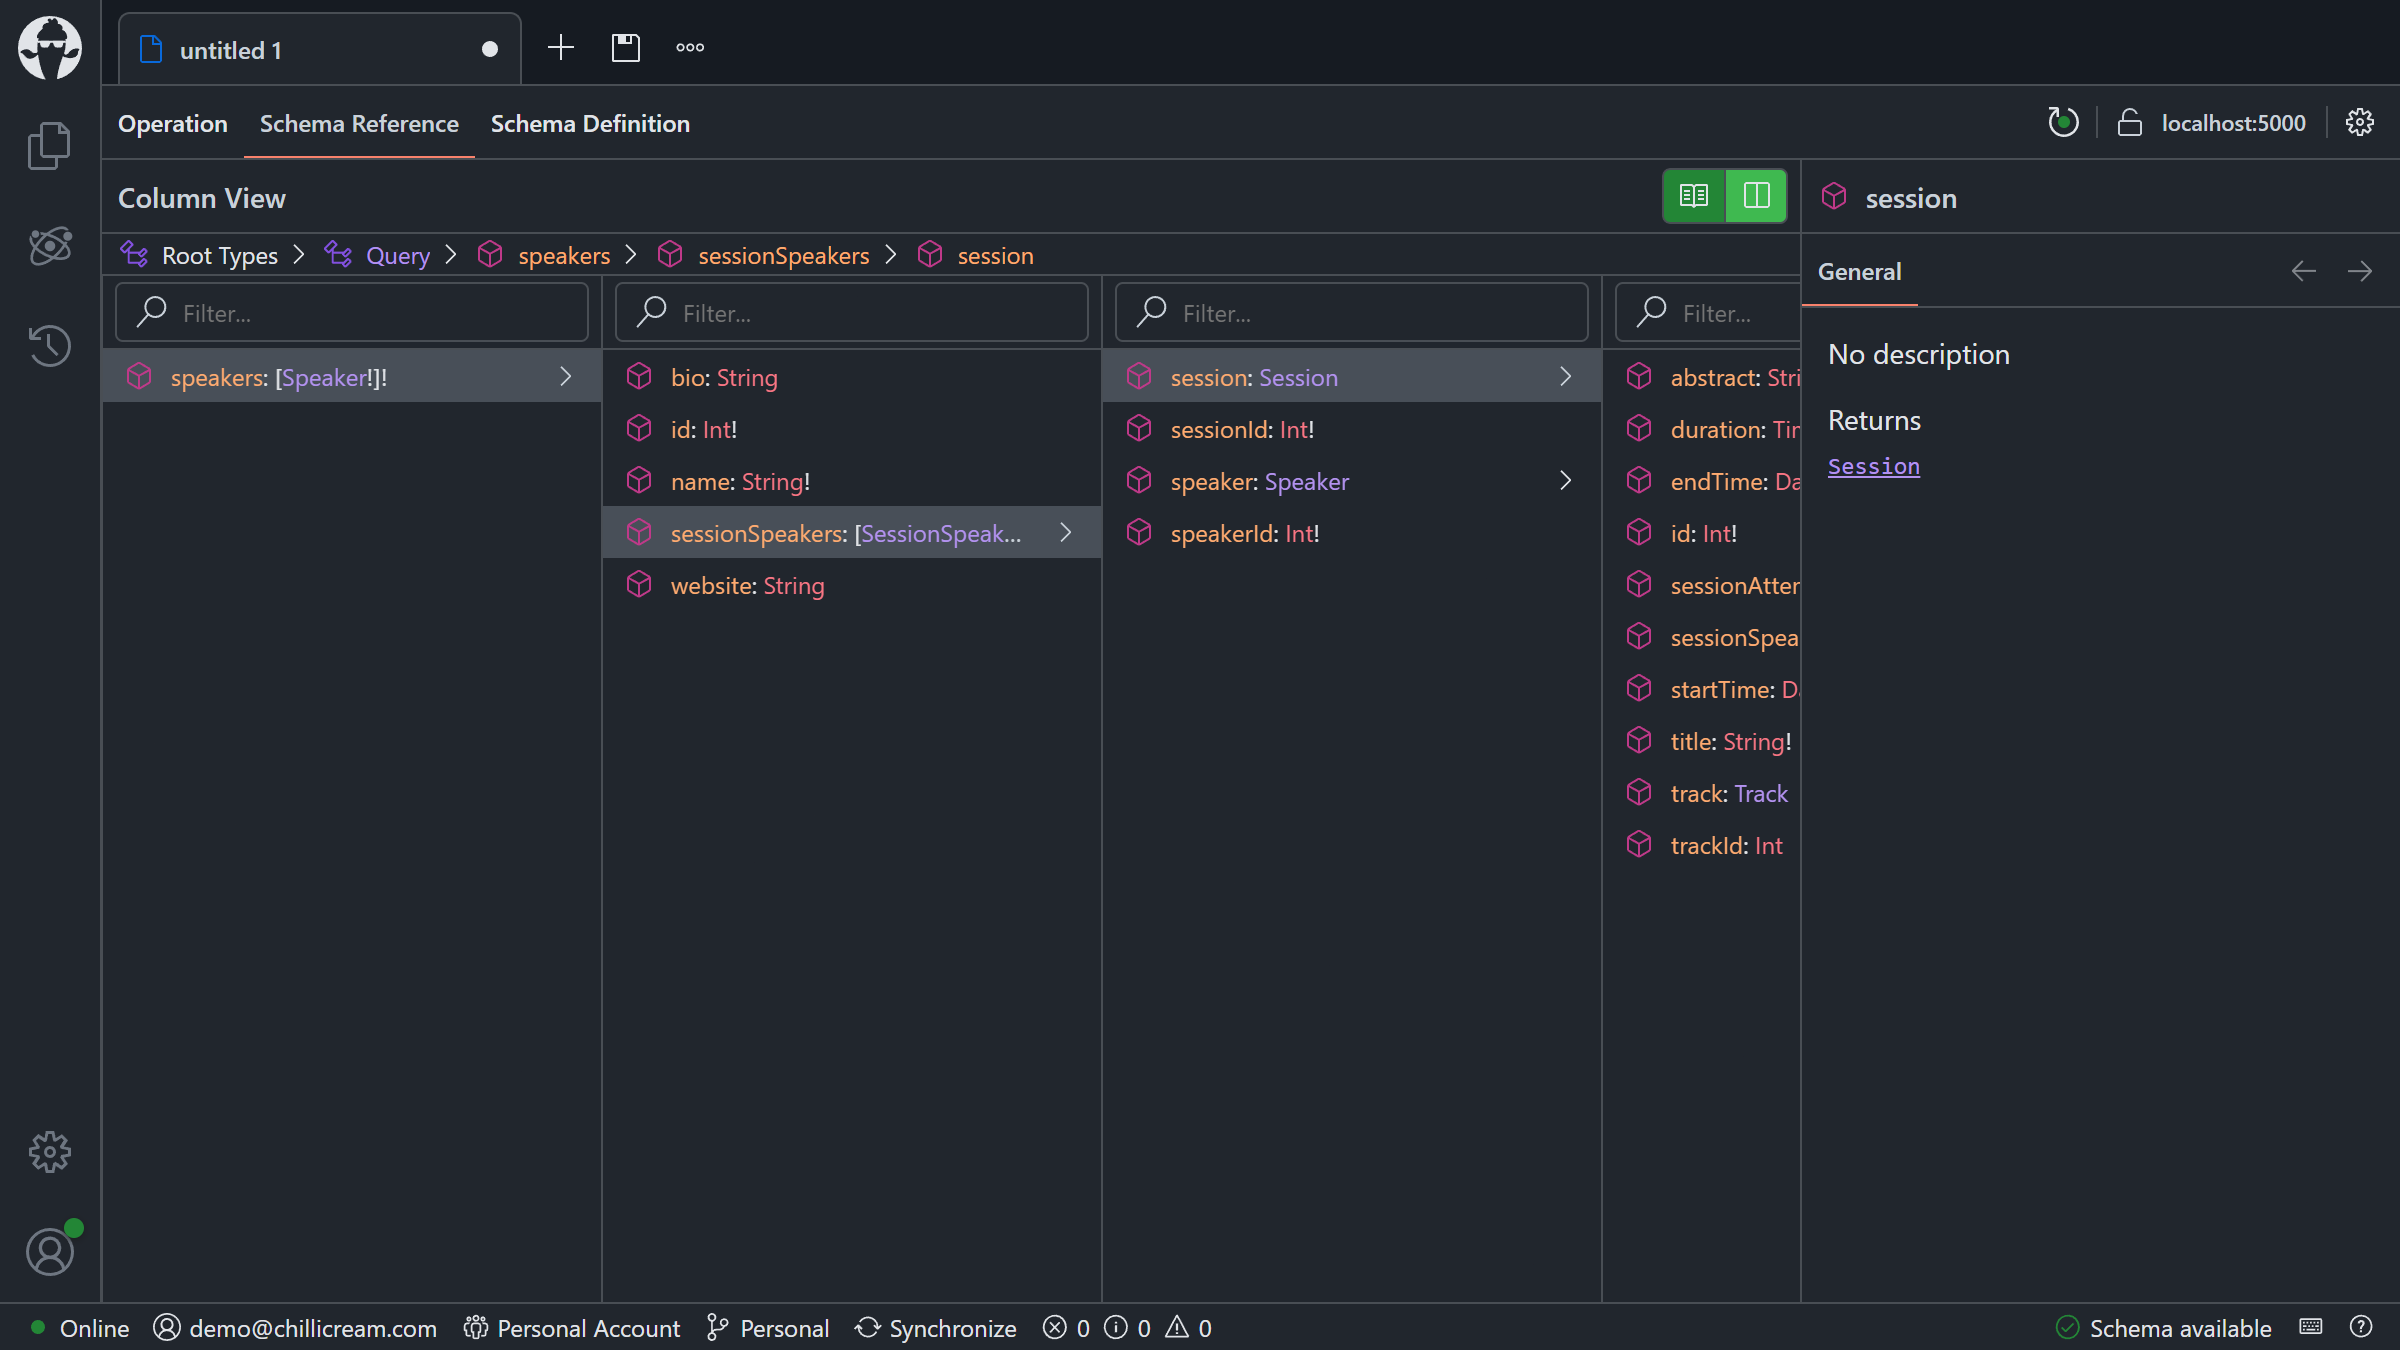 untitled 1
Operation
Schema Reference
Schema Definition
localhost:5000
Column View
Root Types
Query
speakers
sessionSpeakers
session
Filter...
speakers: [Speaker!]!
Filter...
bio: String
id: Int!
name: String!
sessionSpeakers: [SessionSpeak...
website: String
Filter...
session: Session
sessionId: Int!
speaker: Speaker
speakerId: Int!
Filter...
abstract: Stri
duration: Tim
endTime: Da
id: Int!
sessionAtten
sessionSpea
startTime: Da
title: String!
track: Track
trackId: Int
session
General
No description
Returns
Session
Online
demo@chillicream.com
Personal Account
Personal
Synchronize
0
0
0
Schema available